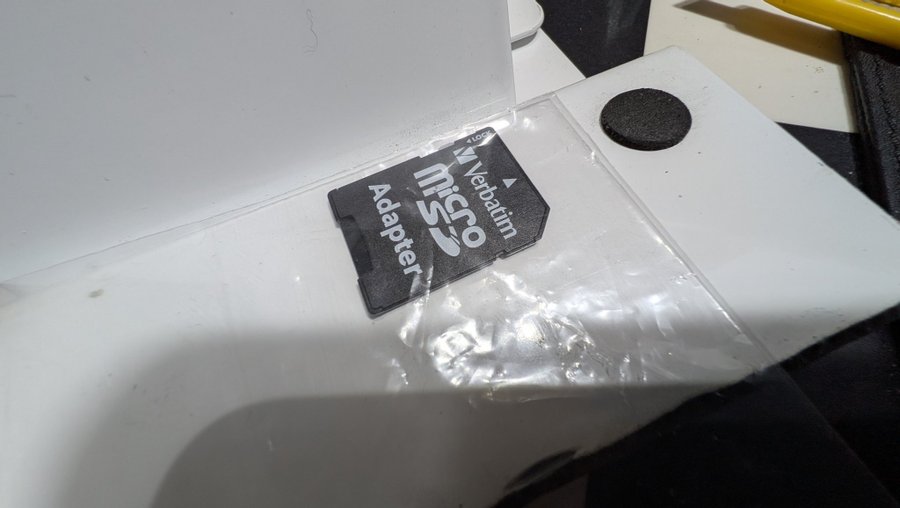 ◄LOCK
Verbatim
micro
SD
Adapter